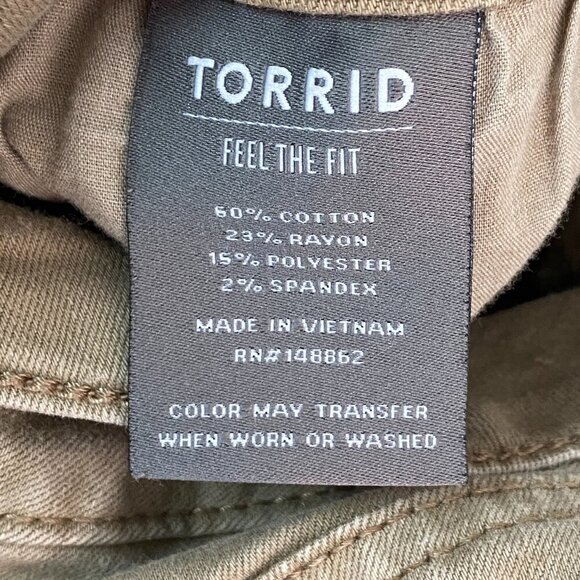 TORRID
FEEL THE FIT
60% COTTON
23% RAYON
15% POLYESTER
2% SPANDEX
MADE IN VIETNAM
RN#148862
COLOR MAY TRANSFER
WHEN WORN OR WASHED